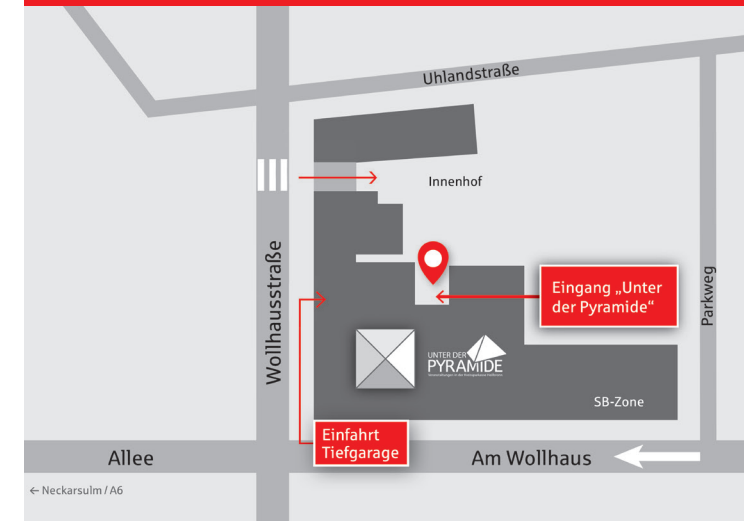 Uhlandstraße
Innenhof
Wollhausstraße
Parkweg
Eingang „Unter
der Pyramide“
UNTER DER
PYRAMIDE
SB-Zone
Einfahrt
Tiefgarage
Allee
Am Wollhaus
← Neckarsulm / A6